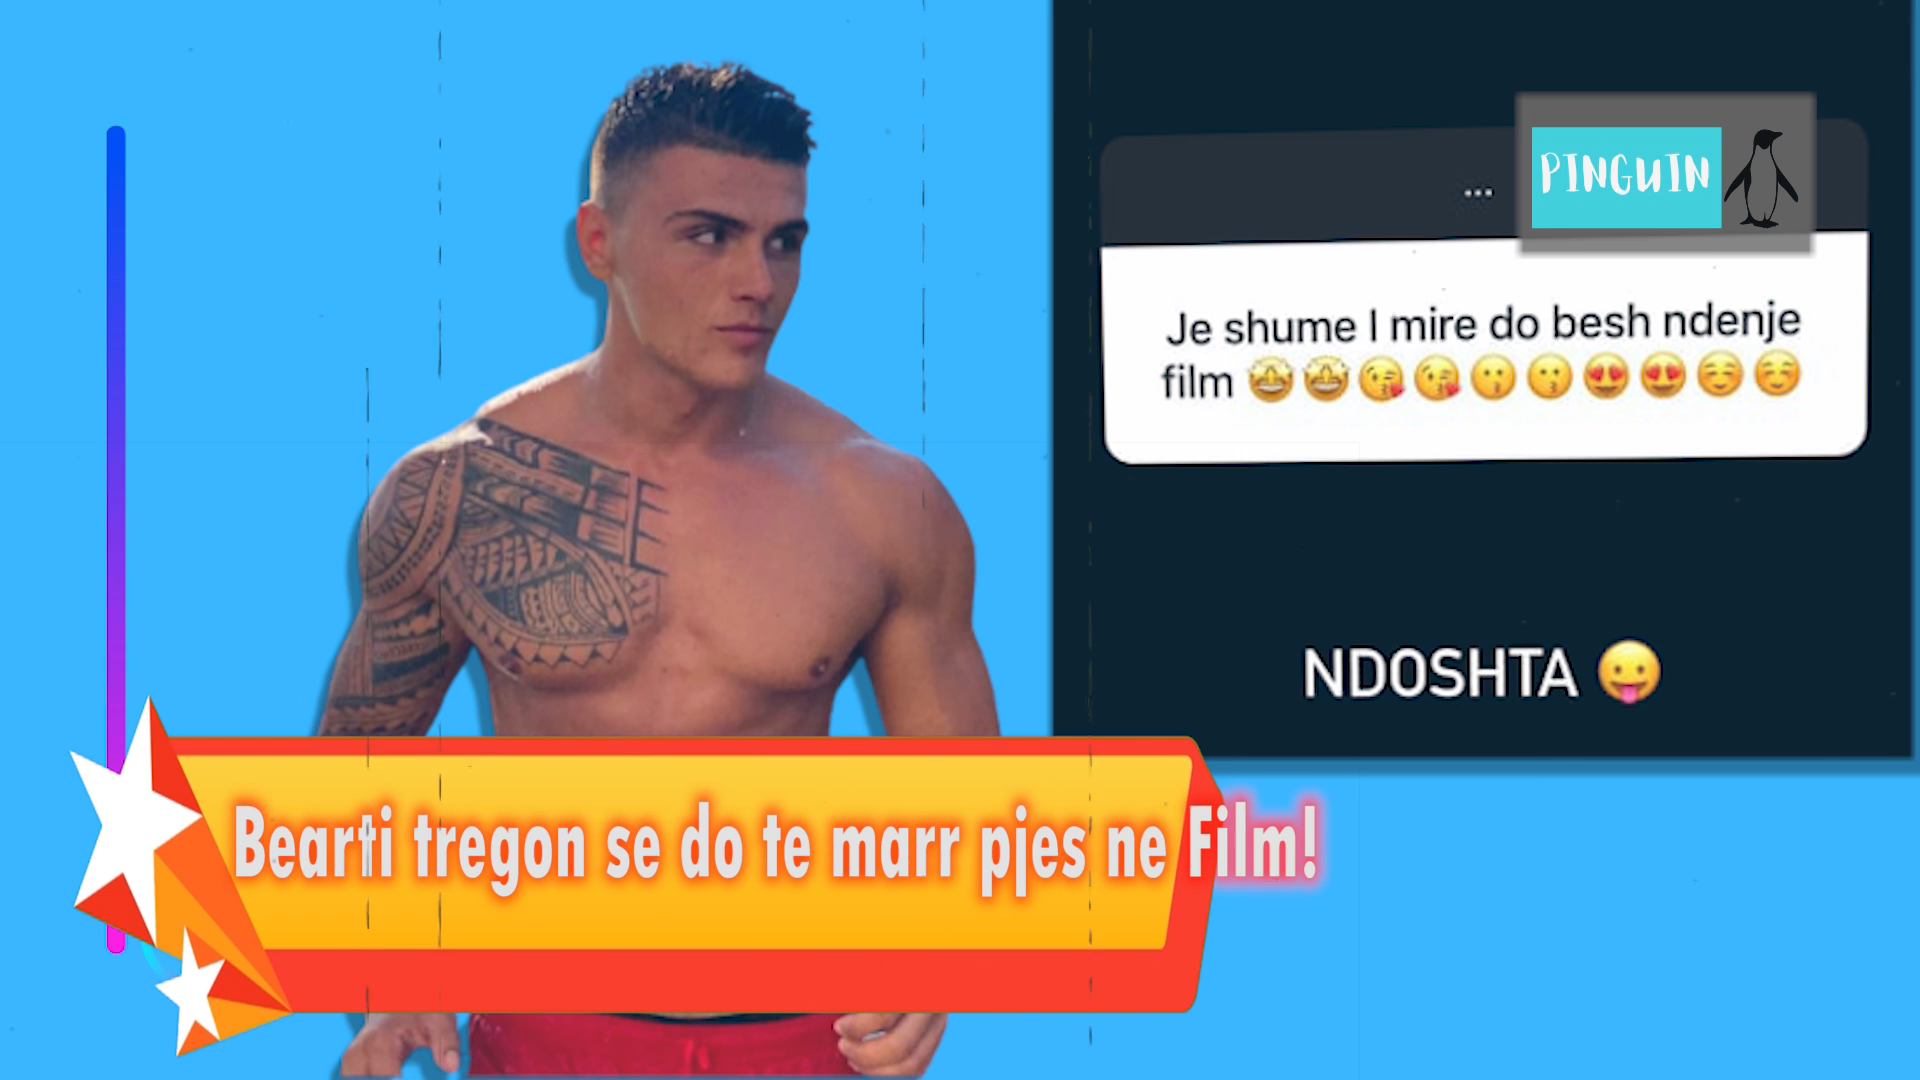 PINGUIN
...
Je shume I mire do besh ndenje
film 🤩🤩😘😘😗😗😍😍☺️☺️
NDOSHTA 😛
Bearti tregon se do te marr pjes ne Film!